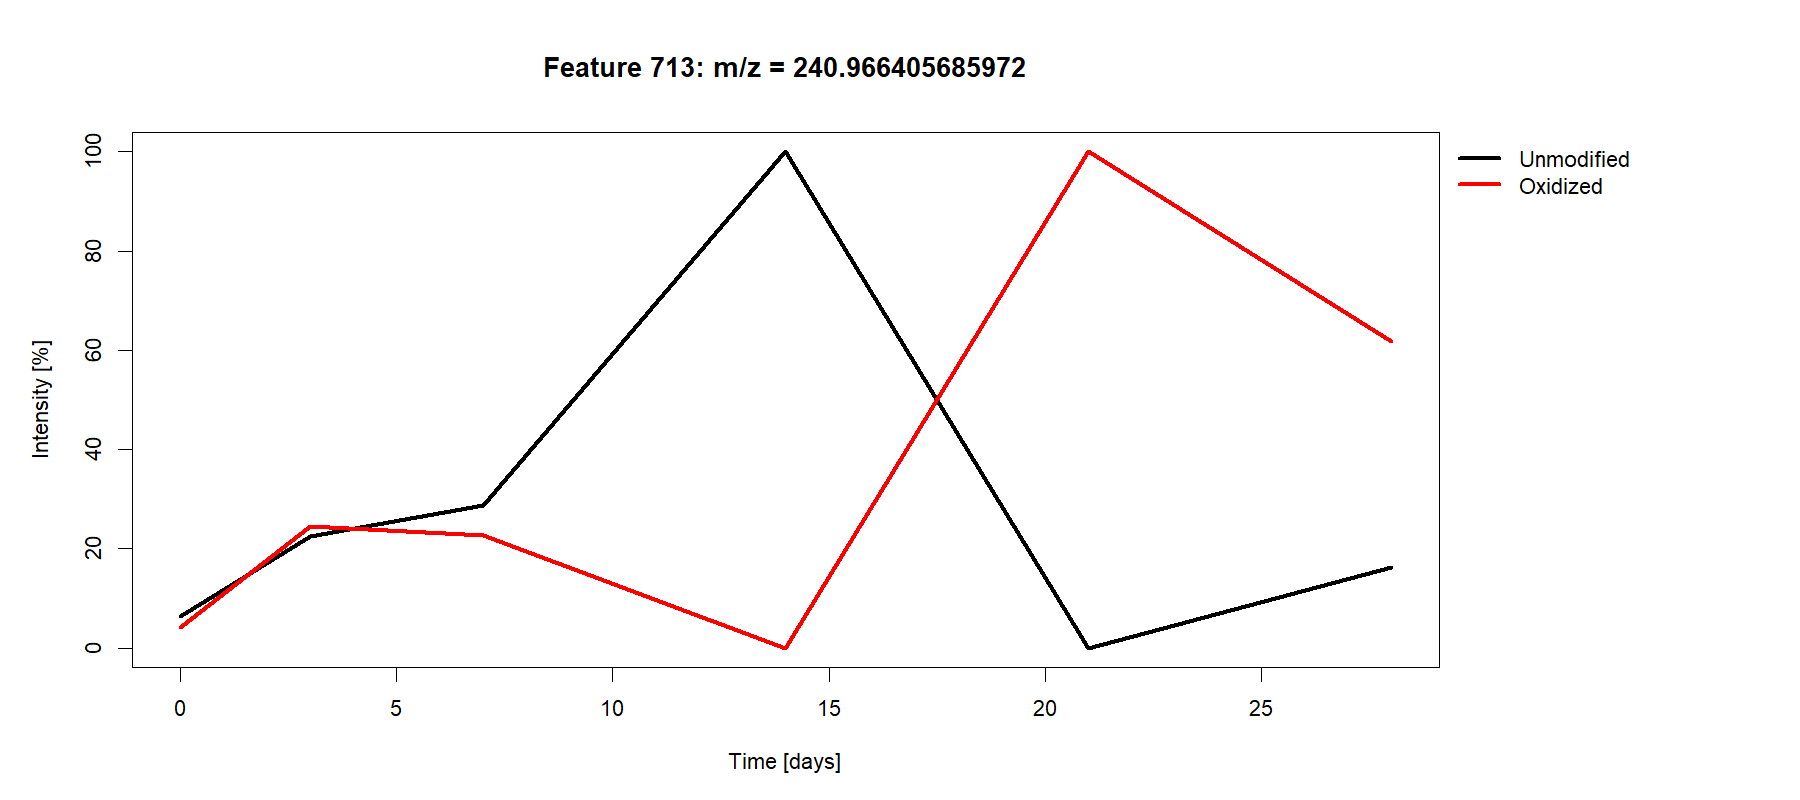 Feature 713: m/z = 240.966405685972
Unmodified
Oxidized
Intensity [%]
100
80
60
40
20
0
0 5 10 15 20 25
Time [days]